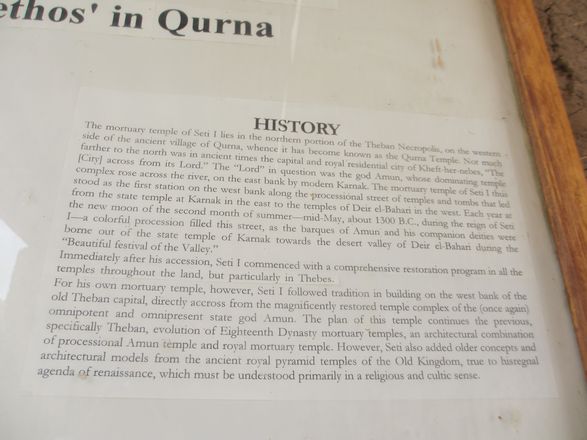 ethos' in Qurna
HISTORY
The mortuary temple of Seti I lies in the northern portion of the Theban Necropolis, on the western
side of the ancient village of Qurna, whence it has become known as the Qurna Temple. Not much
farther to the north was in ancient times the capital and royal residential city of Kheft-her-nebes, “The
[City] across from its Lord.” The “Lord” in question was the god Amun, whose dominating temple
complex rose across the river, on the east bank by modern Karnak. The mortuary temple of Seti I thus
stood as the first station on the west bank along the processional street of temples and tombs that led
from the state temple at Karnak in the east to the temples of Deir el-Bahari in the west. Each year at
the new moon of the second month of summer—mid-May, about 1300 B.C., during the reign of Seti
I—a colorful procession filled this street, as the barques of Amun and his companion deities were
borne out of the state temple of Karnak towards the desert valley of Deir el-Bahari during the
“Beautiful festival of the Valley.”
Immediately after his accession, Seti I commenced with a comprehensive restoration program in all the
temples throughout the land, but particularly in Thebes.
For his own mortuary temple, however, Seti I followed tradition in building on the west bank of the
old Theban capital, directly accross from the magnificently restored temple complex of the (once again)
omnipotent and omnipresent state god Amun. The plan of this temple continues the previous,
specifically Theban, evolution of Eighteenth Dynasty mortuary temples, an architectural combination
of processional Amun temple and royal mortuary temple. However, Seti also added older concepts and
architectural models from the ancient royal pyramid temples of the Old Kingdom, true to hisregnal
agenda of renaissance, which must be understood primarily in a religious and cultic sense.